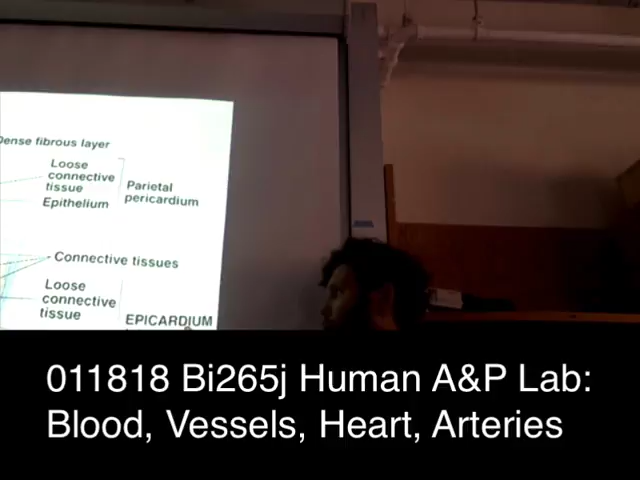 Dense fibrous layer
Loose
connective
tissue
Parietal
pericardium
Epithelium
Connective tissues
Loose
connective
tissue
EPICARDIUM
011818 Bi265j Human A&P Lab:
Blood, Vessels, Heart, Arteries